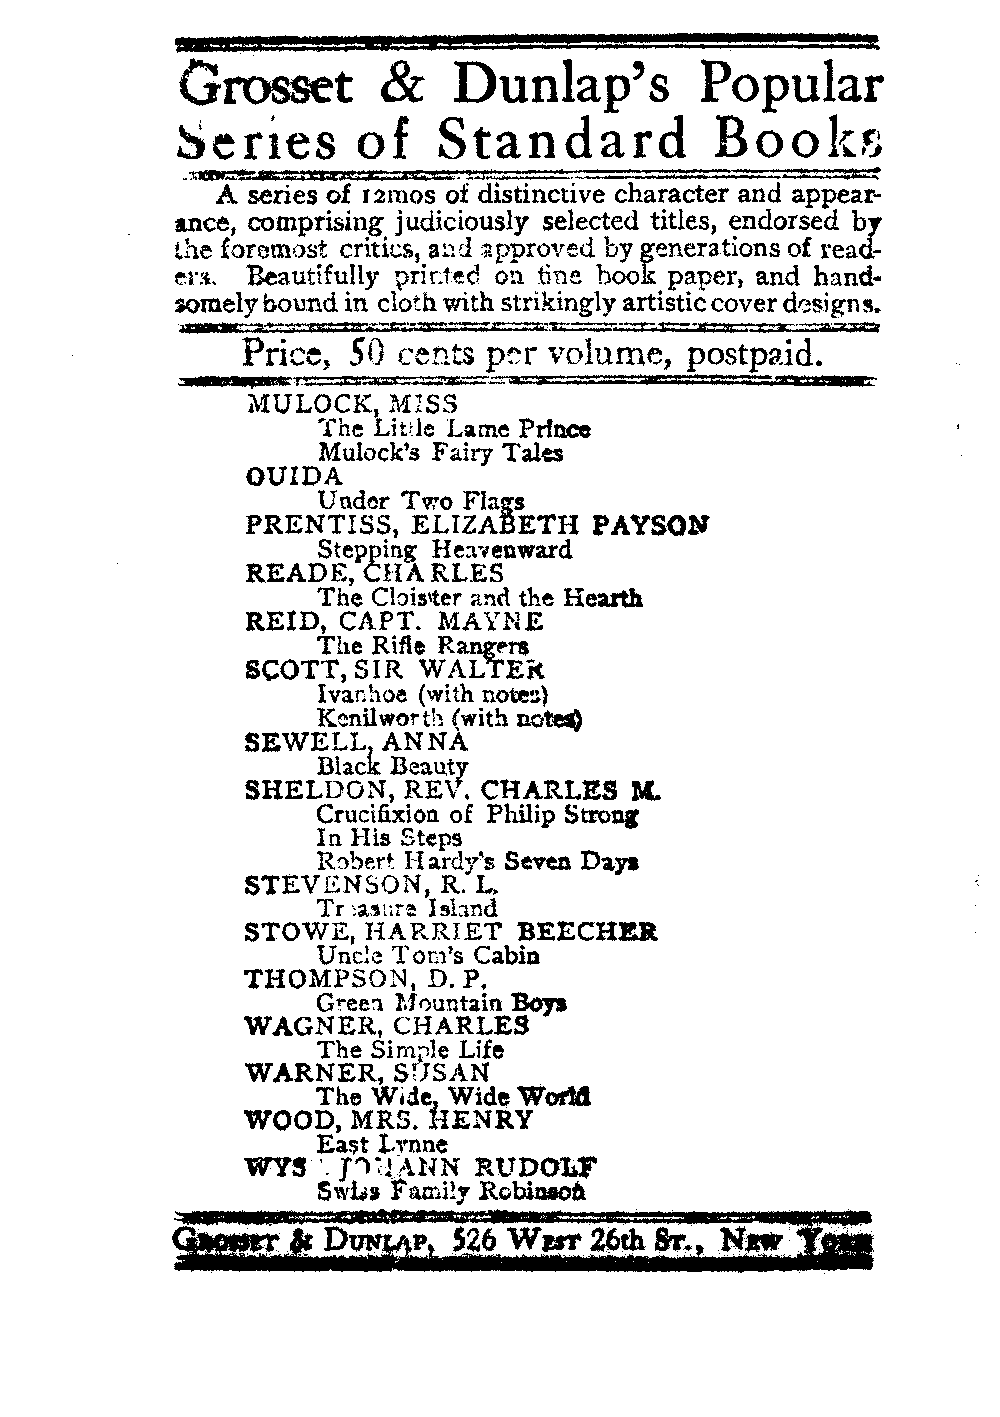 Grosset & Dunlap's Popular
Series of Standard Books
A series of 12mos of distinctive character and appear-
ance, comprising judiciously selected titles, endorsed by
the foremost critics, and approved by generations of read-
ers. Beautifully printed on fine book paper, and hand-
somely bound in cloth with strikingly artistic cover designs.
Price, 50 cents per volume, postpaid.
MULOCK, MISS
The Little Lame Prince
Mulock's Fairy Tales
OUIDA
Under Two Flags
PRENTISS, ELIZABETH PAYSON
Stepping Heavenward
READE, CHARLES
The Cloister and the Hearth
REID, CAPT. MAYNE
The Rifle Rangers
SCOTT, SIR WALTER
Ivanhoe (with notes)
Kenilworth (with notes)
SEWELL, ANNA
Black Beauty
SHELDON, REV. CHARLES M.
Crucifixion of Philip Strong
In His Steps
Robert Hardy's Seven Days
STEVENSON, R. L.
Treasure Island
STOWE, HARRIET BEECHER
Uncle Tom's Cabin
THOMPSON, D. P.
Green Mountain Boys
WAGNER, CHARLES
The Simple Life
WARNER, SUSAN
The Wide, Wide World
WOOD, MRS. HENRY
East Lynne
JOHANN RUDOLF
Swiss Family Robinson
GROSSET & DUNLAP, 526 WEST 26th ST., NEW YORK